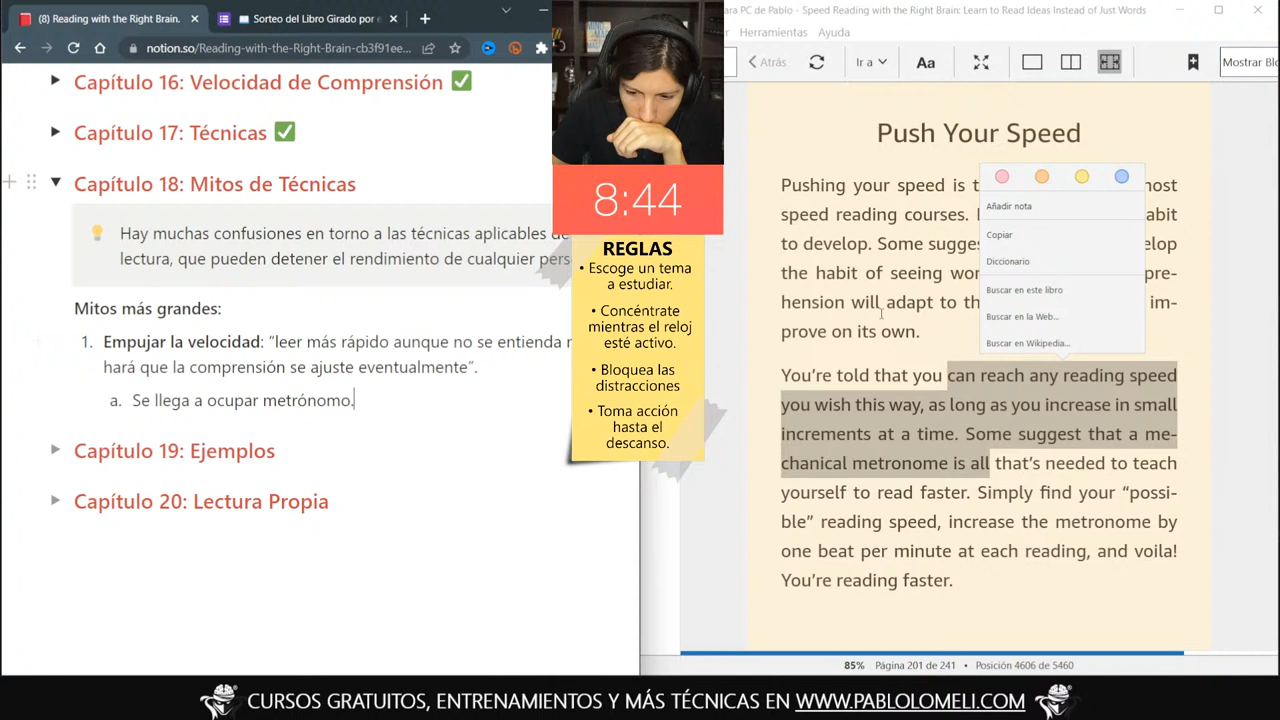 (8) Reading with the Right Brain.
Sorteo del Libro Girado por e
notion.so/Reading-with-the-Right-Brain-cb3f91ee...
Capítulo 16: Velocidad de Comprensión
Capítulo 17: Técnicas
Capítulo 18: Mitos de Técnicas
Hay muchas confusiones en torno a las técnicas aplicables de
lectura, que pueden detener el rendimiento de cualquier pers
Mitos más grandes:
1. Empujar la velocidad: “leer más rápido aunque no se entienda
hará que la comprensión se ajuste eventualmente”.
a. Se llega a ocupar metrónomo.
Capítulo 19: Ejemplos
Capítulo 20: Lectura Propia
8:44
REGLAS
• Escoge un tema
a estudiar.
• Concéntrate
mientras el reloj
esté activo.
• Bloquea las
distracciones
• Toma acción
hasta el
descanso.
para PC de Pablo - Speed Reading with the Right Brain: Learn to Read Ideas Instead of Just Words
Herramientas Ayuda
Atrás
Ir a
Aa
Mostrar Blo
Push Your Speed
Pushing your speed is t most
speed reading courses. abit
to develop. Some sugges elop
the habit of seeing wor pre-
hension will adapt to th im-
prove on its own.
Añadir nota
Copiar
Diccionario
Buscar en este libro
Buscar en la Web...
Buscar en Wikipedia...
You’re told that you can reach any reading speed
you wish this way, as long as you increase in small
increments at a time. Some suggest that a me-
chanical metronome is all that’s needed to teach
yourself to read faster. Simply find your “possi-
ble” reading speed, increase the metronome by
one beat per minute at each reading, and voila!
You’re reading faster.
85% Página 201 de 241 • Posición 4606 de 5460
CURSOS GRATUITOS, ENTRENAMIENTOS Y MÁS TÉCNICAS EN WWW.PABLOLOMELI.COM